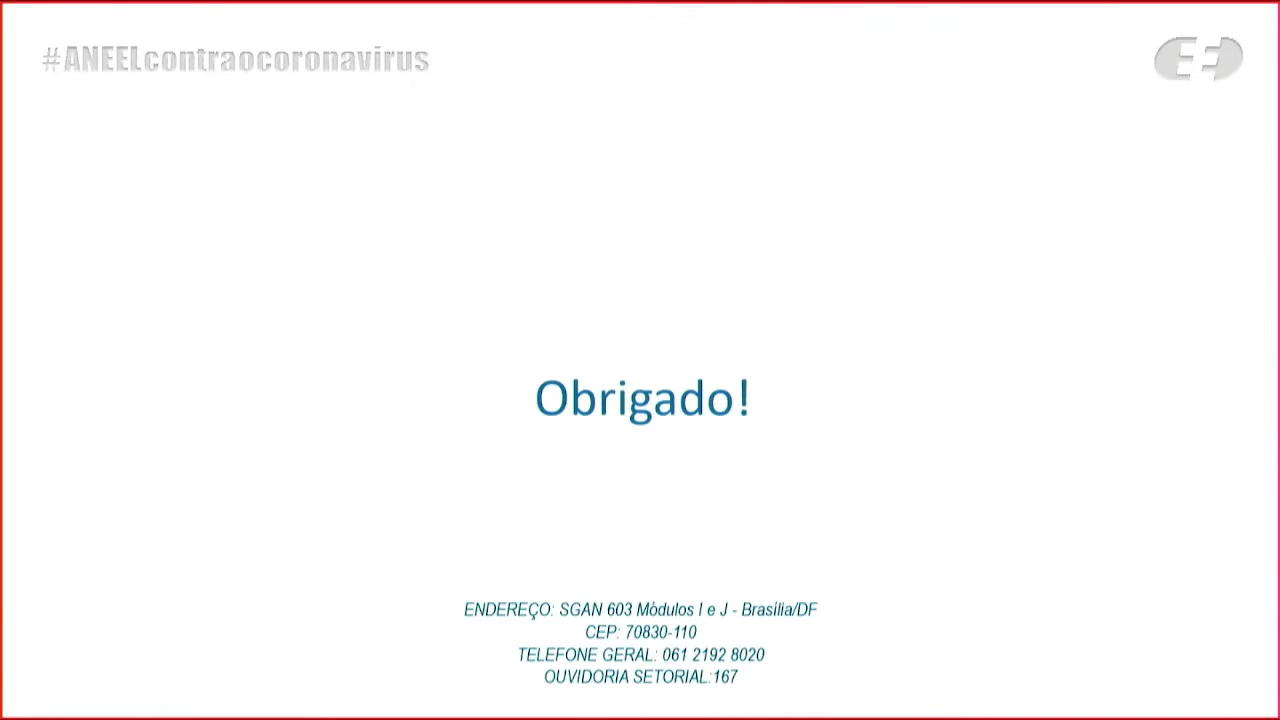 #ANEELcontraocoronavirus
Obrigado!
ENDEREÇO: SGAN 603 Módulos I e J - Brasília/DF
CEP: 70830-110
TELEFONE GERAL: 061 2192 8020
OUVIDORIA SETORIAL:167